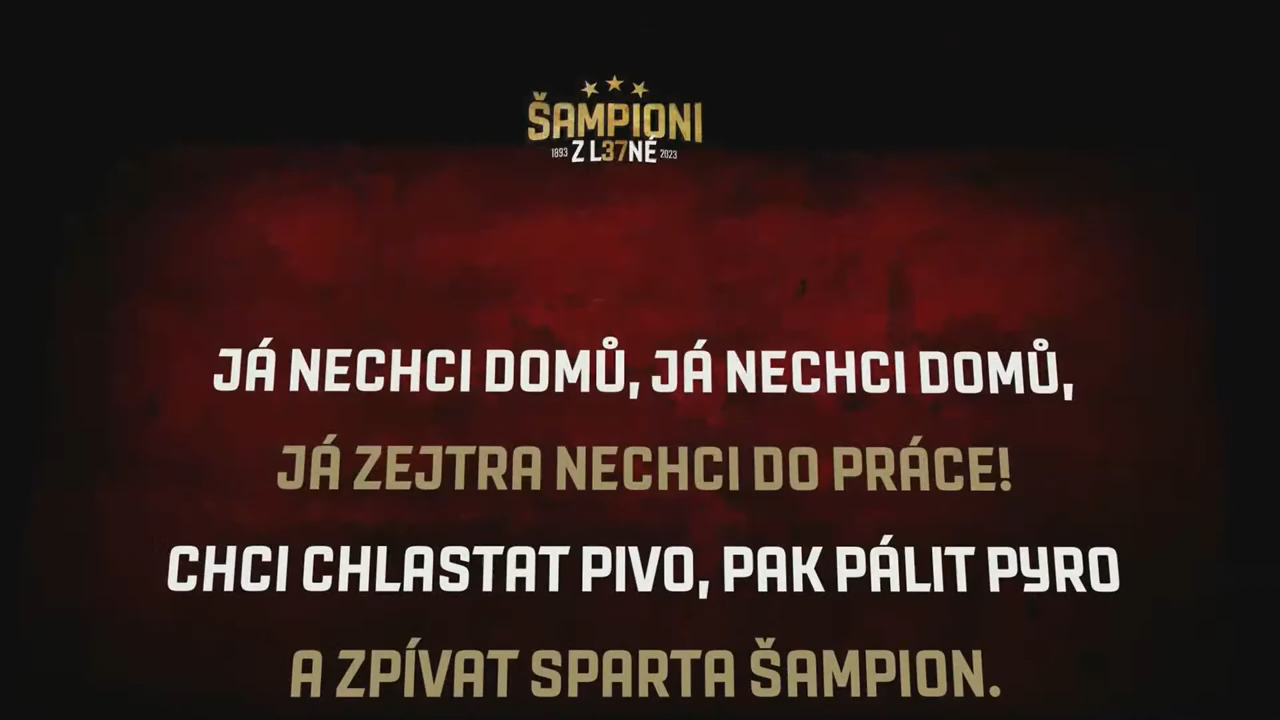 ŠAMPIONI
1893 Z L37NÉ 2023
JÁ NECHCI DOMŮ, JÁ NECHCI DOMŮ,
JÁ ZEJTRA NECHCI DO PRÁCE!
CHCI CHLASTAT PIVO, PAK PÁLIT PYRO
A ZPÍVAT SPARTA ŠAMPION.